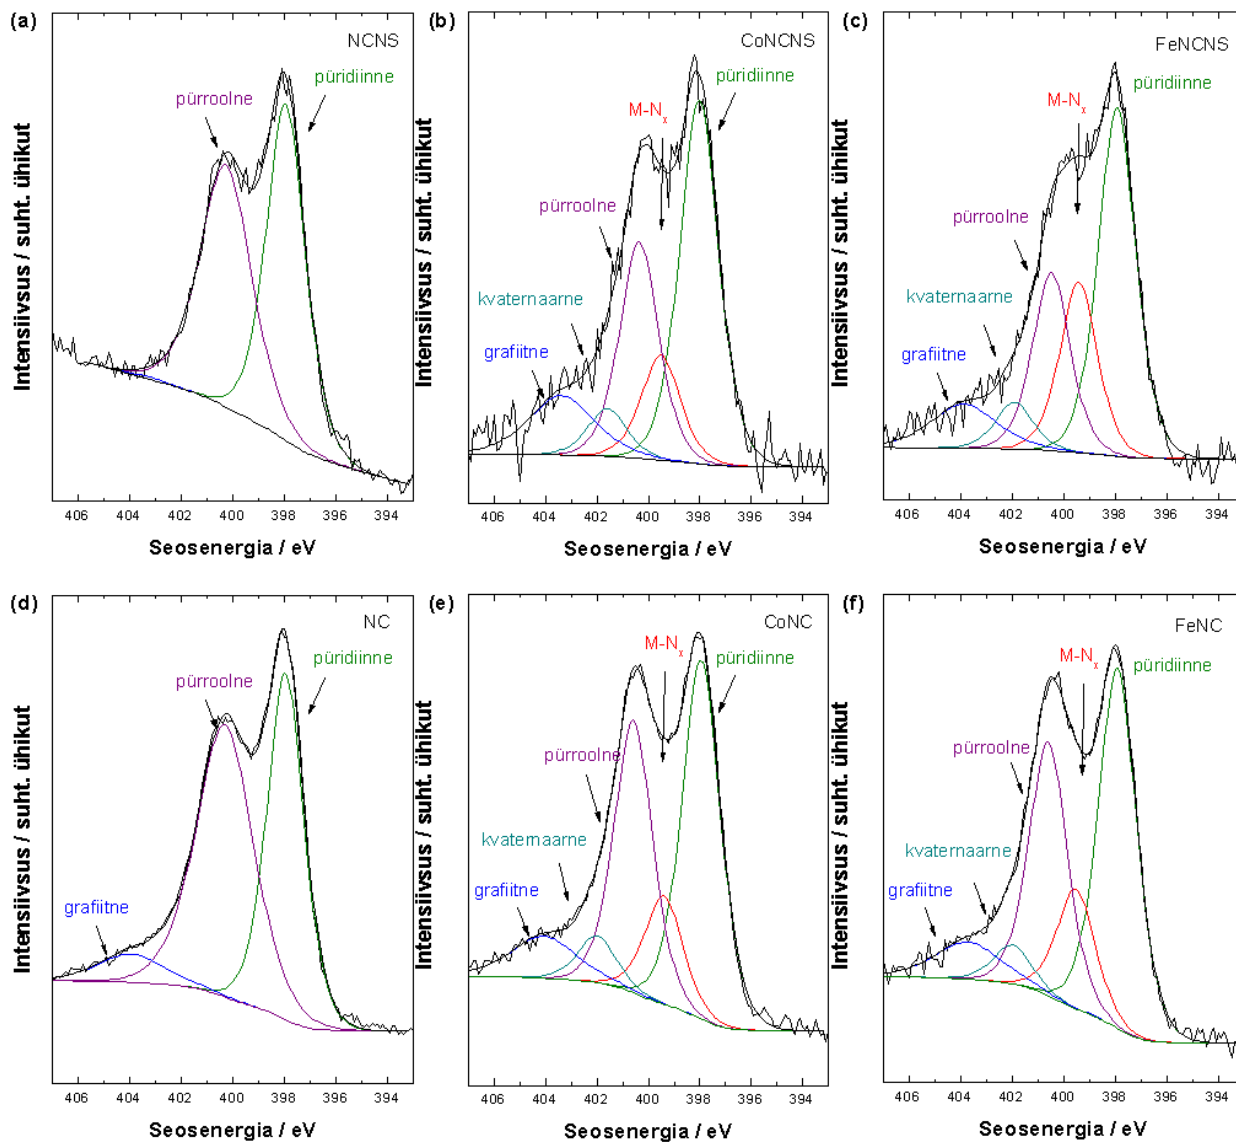 (a)
NCNS
pürroolne
püridiinne
Intensiivsus / suht. ühikut
406 404 402 400 398 396 394
Seosenergia / eV
(b)
CoNCNS
M-Nx
püridiinne
pürroolne
kvaternaarne
grafiitne
Intensiivsus / suht. ühikut
406 404 402 400 398 396 394
Seosenergia / eV
(c)
FeNCNS
M-Nx
püridiinne
pürroolne
kvaternaarne
grafiitne
Intensiivsus / suht. ühikut
406 404 402 400 398 396 394
Seosenergia / eV
(d)
NC
pürroolne
püridiinne
grafiitne
Intensiivsus / suht. ühikut
406 404 402 400 398 396 394
Seosenergia / eV
(e)
CoNC
M-Nx
püridiinne
pürroolne
kvaternaarne
grafiitne
Intensiivsus / suht. ühikut
406 404 402 400 398 396 394
Seosenergia / eV
(f)
FeNC
M-Nx
püridiinne
pürroolne
kvaternaarne
grafiitne
Intensiivsus / suht. ühikut
406 404 402 400 398 396 394
Seosenergia / eV